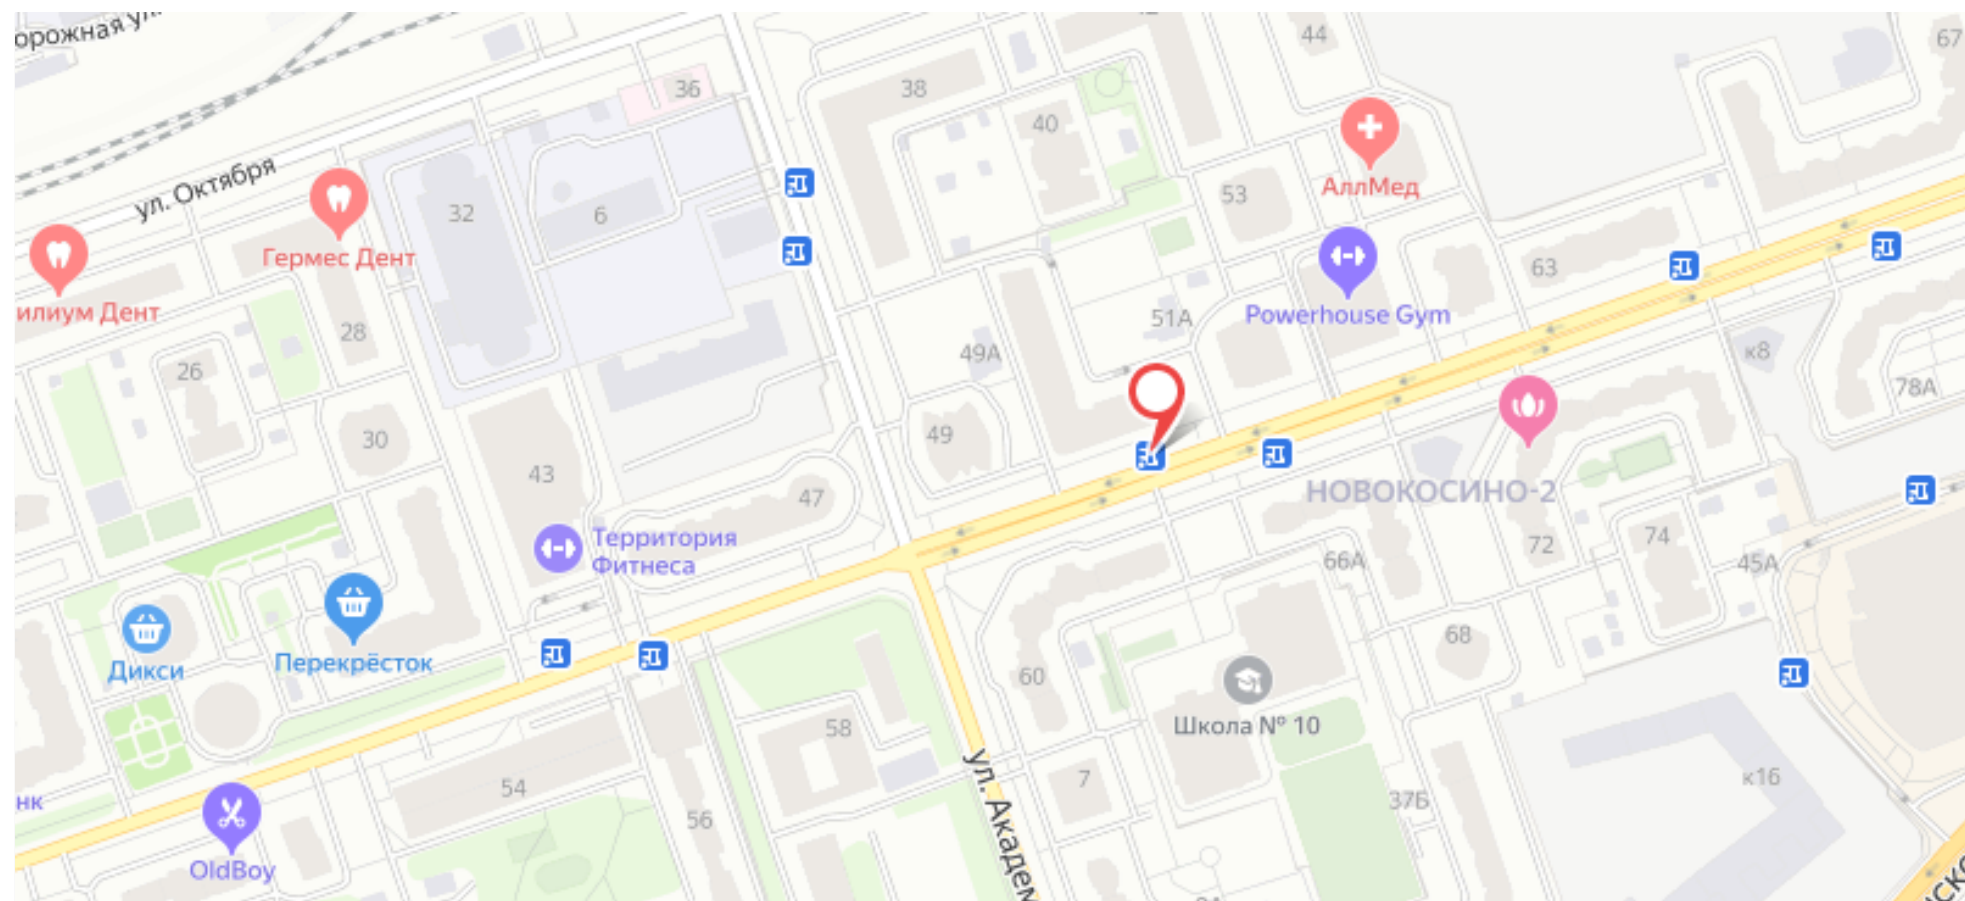 ул. Октября
36
38
44
67
40
32
6
53
АллМед
Гермес Дент
илиум Дент
28
26
63
51А
Powerhouse Gym
49А
к8
78А
30
49
43
47
НОВОКОСИНО-2
Территория
Фитнеса
66А
72
74
45А
Дикси
Перекрёсток
68
60
Школа № 10
58
7
к16
54
37Б
56
нк
OldBoy
ул. Академ